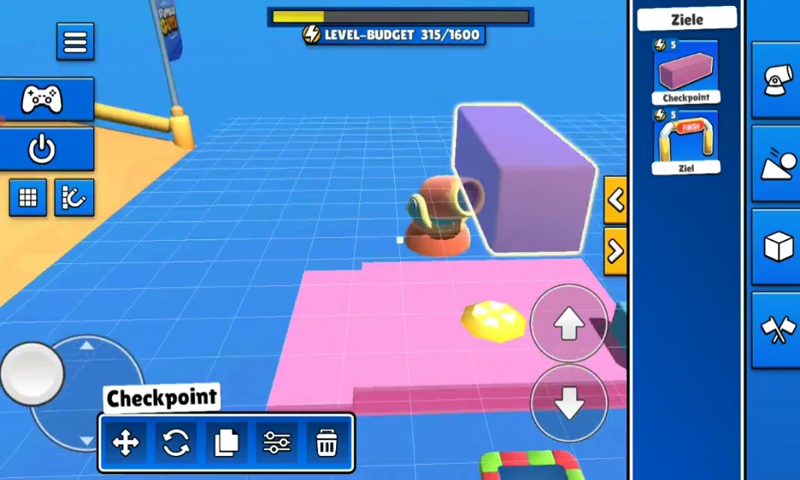 LEVEL-BUDGET 315/1600
Ziele
5
Checkpoint
5
FINISH
Ziel
Checkpoint